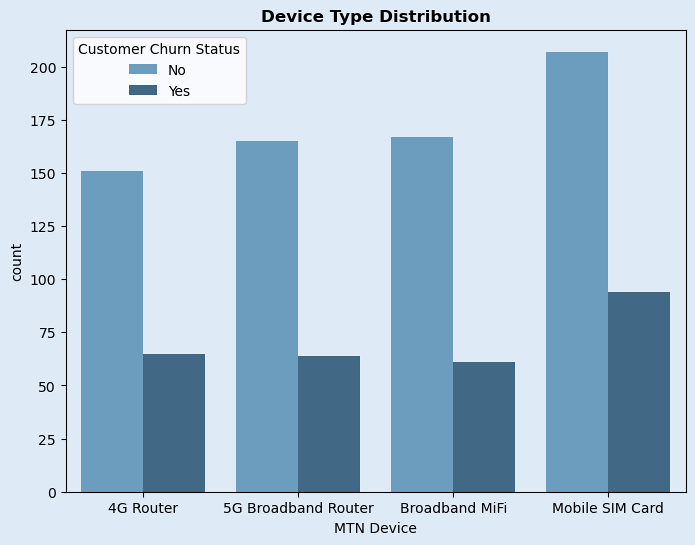 Device Type Distribution
Customer Churn Status
No
Yes
200
175
150
125
100
75
50
25
0
count
4G Router
5G Broadband Router
Broadband MiFi
Mobile SIM Card
MTN Device